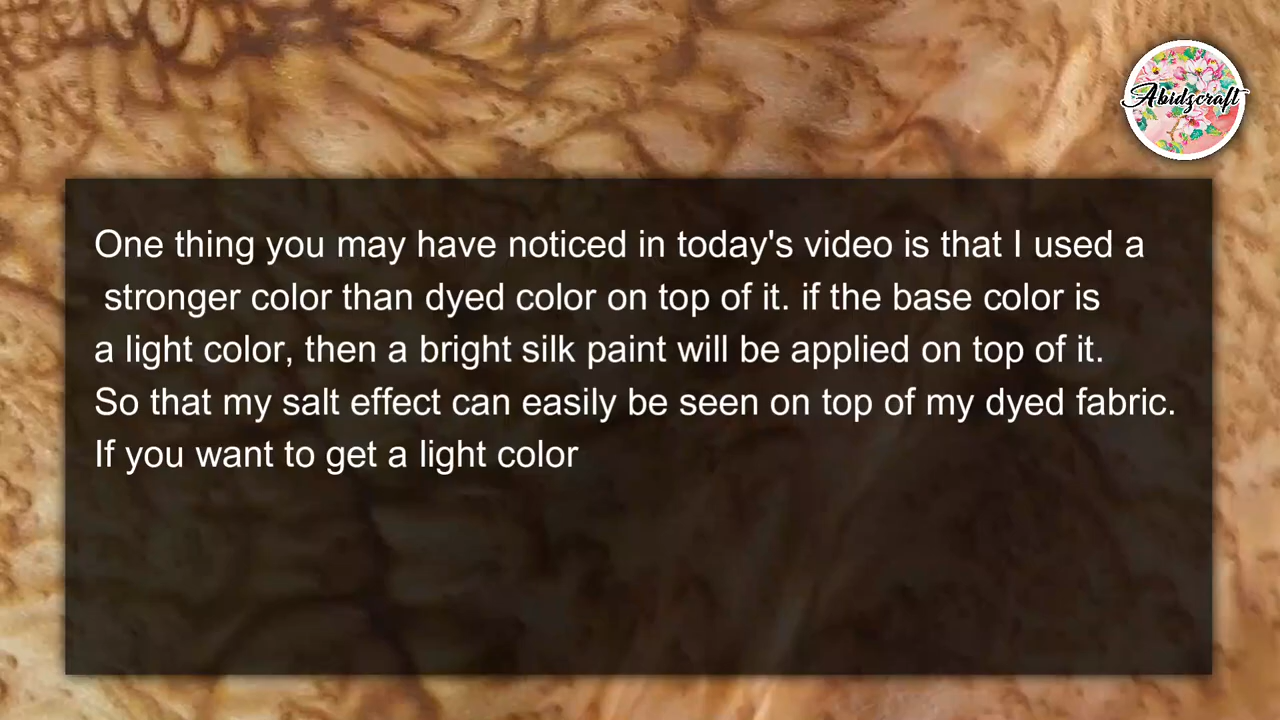 Abidscraft
One thing you may have noticed in today's video is that I used a
stronger color than dyed color on top of it. if the base color is
a light color, then a bright silk paint will be applied on top of it.
So that my salt effect can easily be seen on top of my dyed fabric.
If you want to get a light color